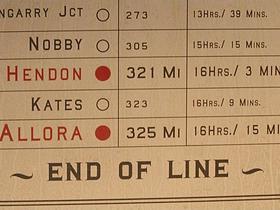 NGARRY JCT 273 13HRS./ 39 MINS.
NOBBY 305 15HRS./ 15 MINS.
HENDON 321 MI 16HRS./ 3 MIN
KATES 323 16HRS./ 9 MINS.
ALLORA 325 MI 16HRS./ 15 M
~ END OF LINE ~